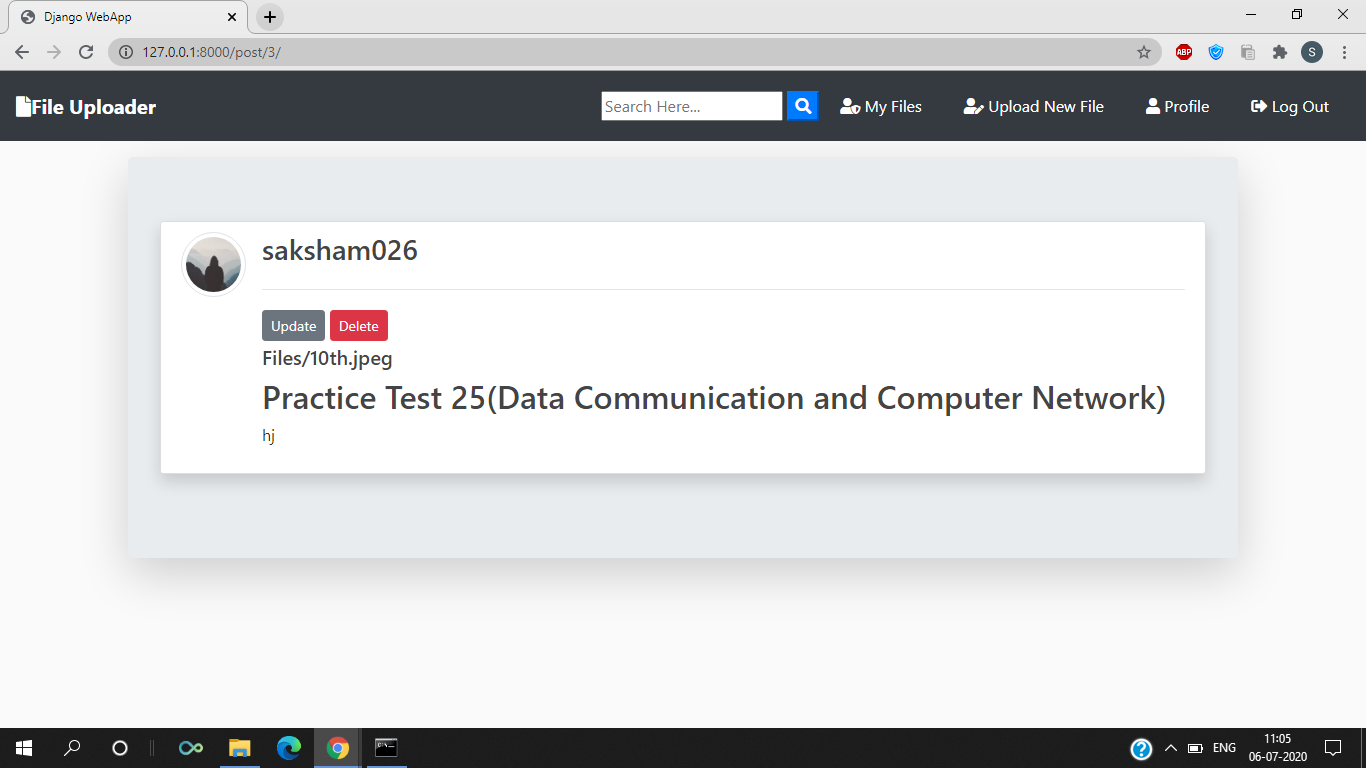 Django WebApp
127.0.0.1:8000/post/3/
ABP
S
File Uploader
Search Here...
My Files
Upload New File
Profile
Log Out
saksham026
Update Delete
Files/10th.jpeg
Practice Test 25(Data Communication and Computer Network)
hj
ENG
11:05
06-07-2020